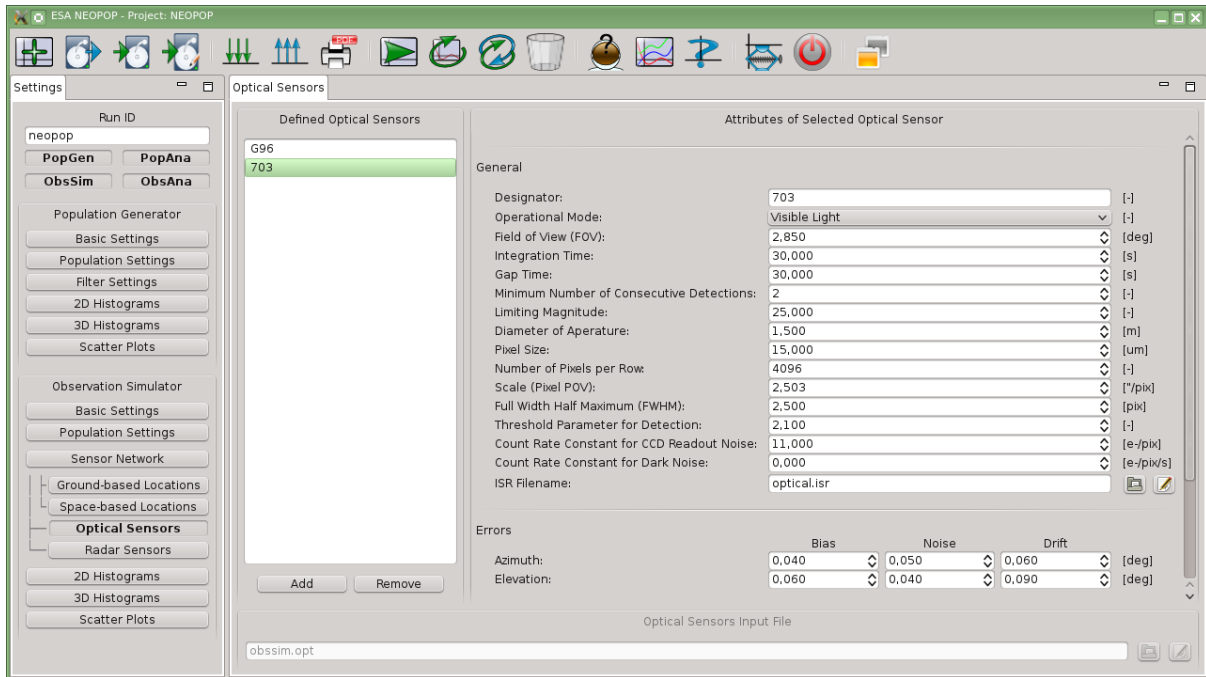 ESA NEOPOP - Project: NEOPOP
PDF
Settings
Run ID
neopop
PopGen PopAna
ObsSim ObsAna
Population Generator
Basic Settings
Population Settings
Filter Settings
2D Histograms
3D Histograms
Scatter Plots
Observation Simulator
Basic Settings
Population Settings
Sensor Network
Ground-based Locations
Space-based Locations
Optical Sensors
Radar Sensors
2D Histograms
3D Histograms
Scatter Plots
Optical Sensors
Defined Optical Sensors
G96
703
Add Remove
Attributes of Selected Optical Sensor
General
Designator: 703 [-]
Operational Mode: Visible Light [-]
Field of View (FOV): 2,850 [deg]
Integration Time: 30,000 [s]
Gap Time: 30,000 [s]
Minimum Number of Consecutive Detections: 2 [-]
Limiting Magnitude: 25,000 [-]
Diameter of Aperature: 1,500 [m]
Pixel Size: 15,000 [um]
Number of Pixels per Row: 4096 [-]
Scale (Pixel POV): 2,503 ["/pix]
Full Width Half Maximum (FWHM): 2,500 [pix]
Threshold Parameter for Detection: 2,100 [-]
Count Rate Constant for CCD Readout Noise: 11,000 [e-/pix]
Count Rate Constant for Dark Noise: 0,000 [e-/pix/s]
ISR Filename: optical.isr
Errors
Bias Noise Drift
Azimuth: 0,040 0,050 0,060 [deg]
Elevation: 0,060 0,040 0,090 [deg]
Optical Sensors Input File
obssim.opt